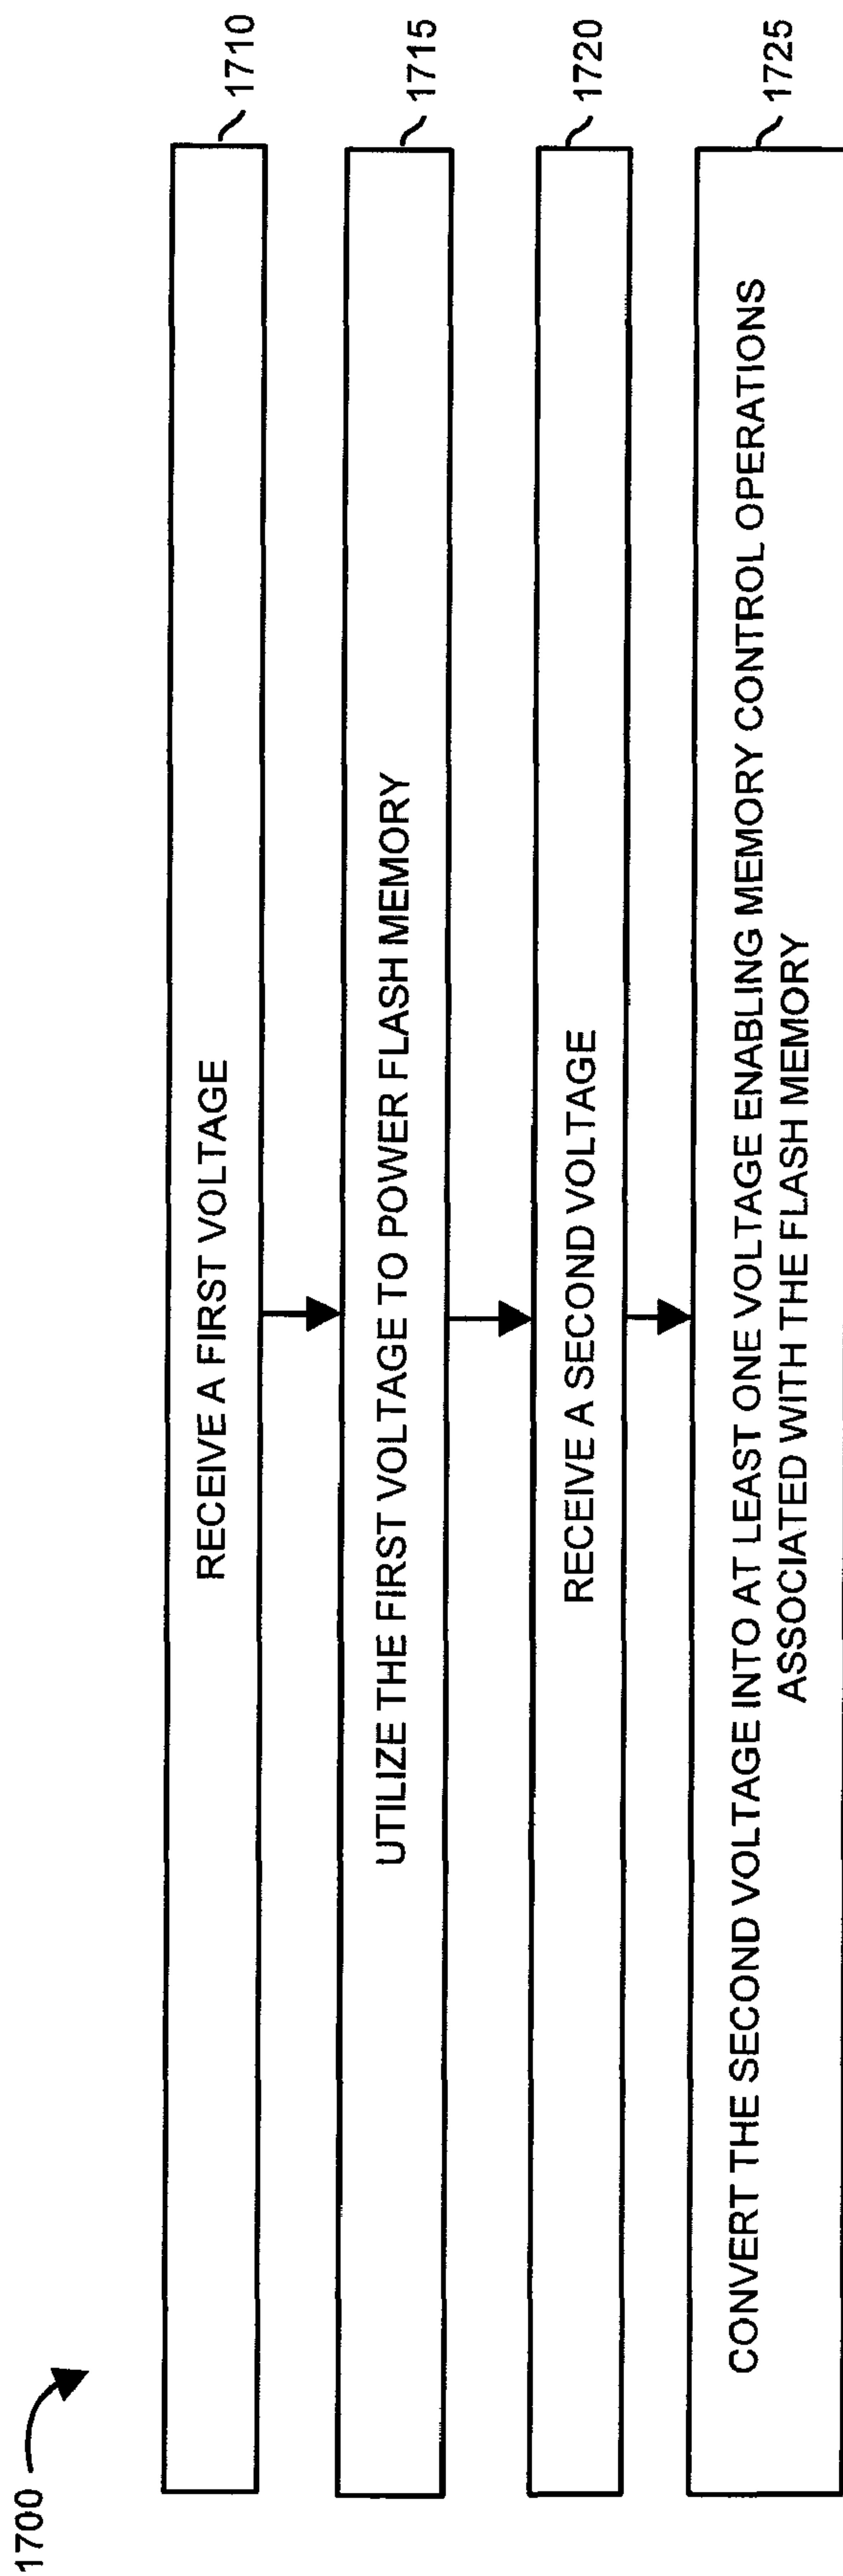 1700
RECEIVE A FIRST VOLTAGE
1710
UTILIZE THE FIRST VOLTAGE TO POWER FLASH MEMORY
1715
RECEIVE A SECOND VOLTAGE
1720
CONVERT THE SECOND VOLTAGE INTO AT LEAST ONE VOLTAGE ENABLING MEMORY CONTROL OPERATIONS
ASSOCIATED WITH THE FLASH MEMORY
1725